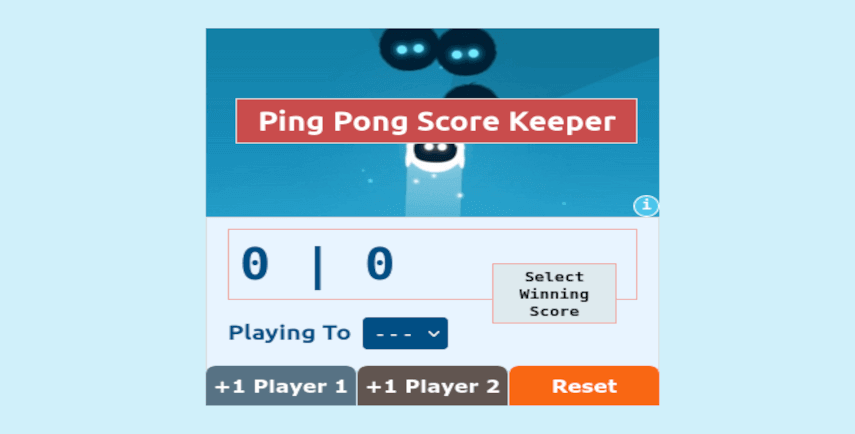 Ping Pong Score Keeper
i
0 | 0
Select
Winning
Score
Playing To ---
+1 Player 1 +1 Player 2 Reset